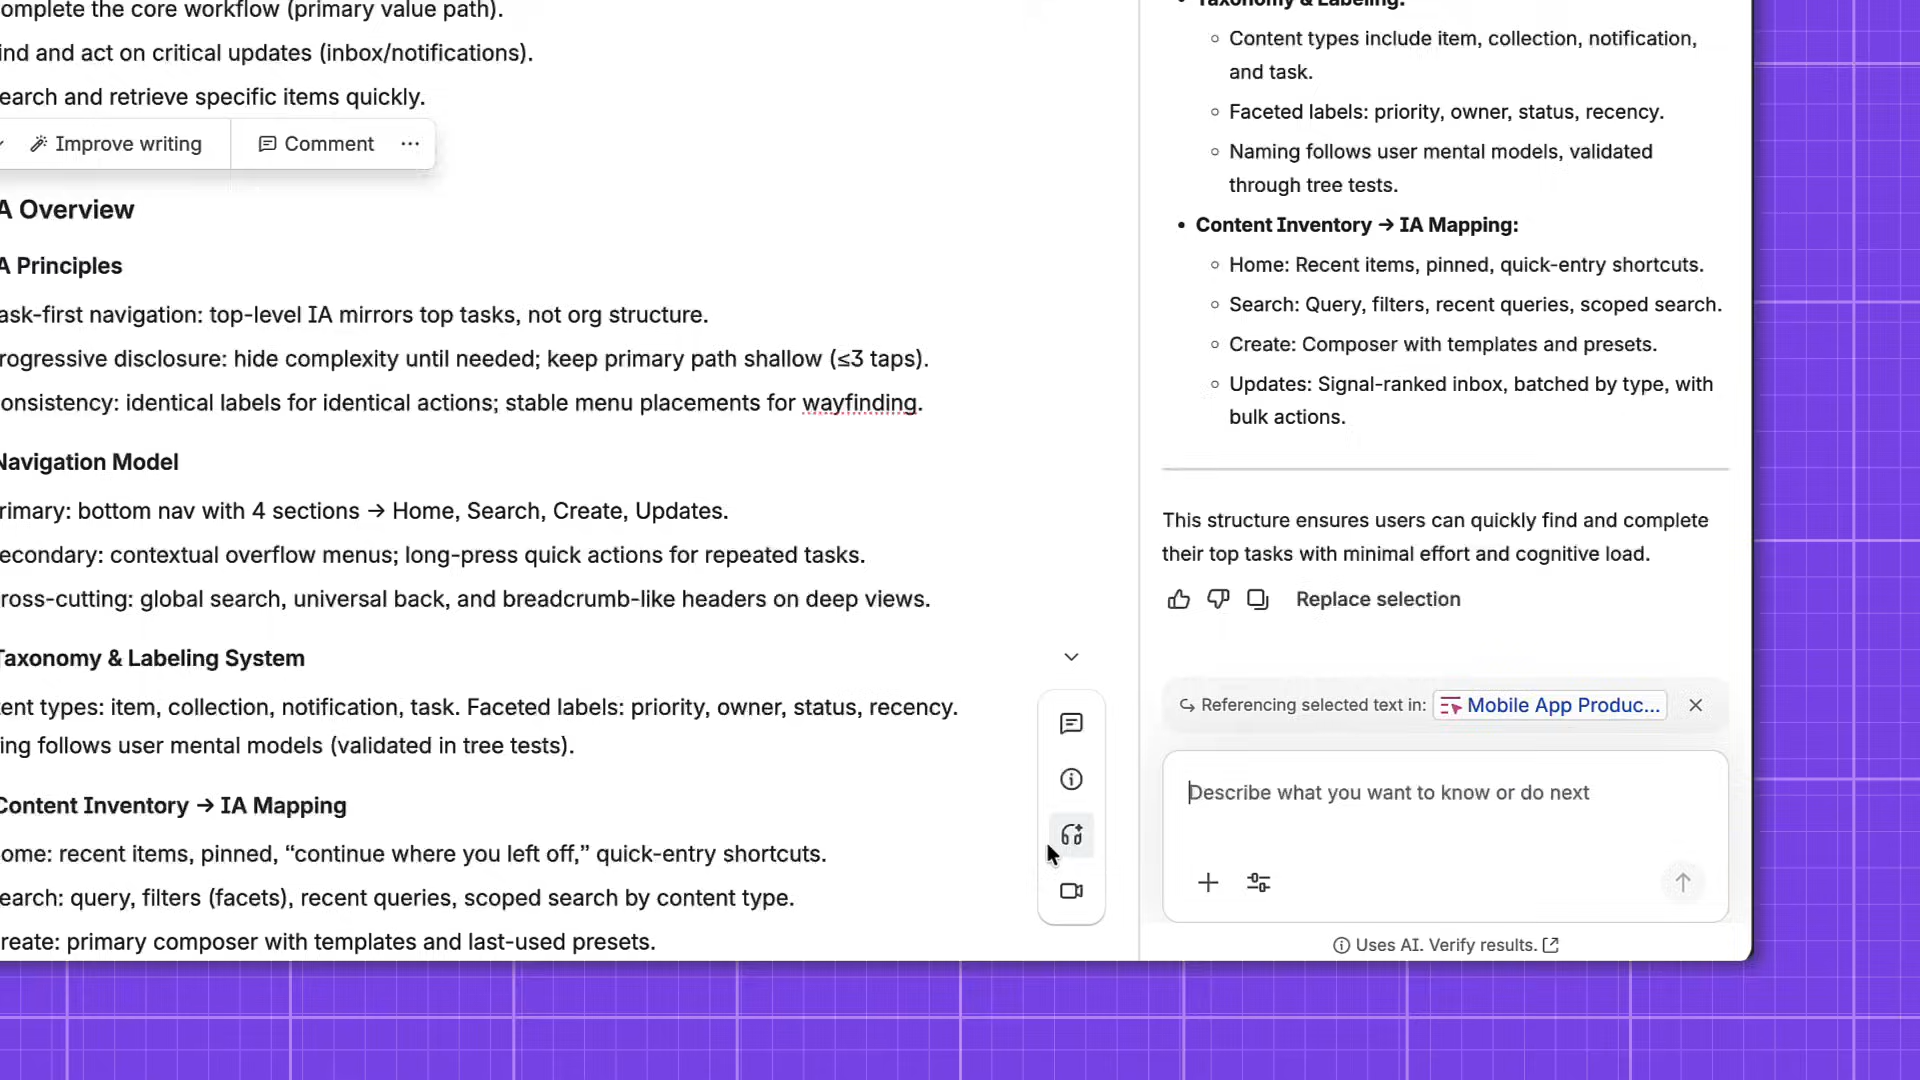 omplete the core workflow (primary value path).
ind and act on critical updates (inbox/notifications).
earch and retrieve specific items quickly.
Improve writing
Comment
A Overview
A Principles
ask-first navigation: top-level IA mirrors top tasks, not org structure.
rogressive disclosure: hide complexity until needed; keep primary path shallow (≤3 taps).
onsistency: identical labels for identical actions; stable menu placements for wayfinding.
Navigation Model
rimary: bottom nav with 4 sections → Home, Search, Create, Updates.
econdary: contextual overflow menus; long-press quick actions for repeated tasks.
ross-cutting: global search, universal back, and breadcrumb-like headers on deep views.
Taxonomy & Labeling System
tent types: item, collection, notification, task. Faceted labels: priority, owner, status, recency.
ing follows user mental models (validated in tree tests).
Content Inventory → IA Mapping
ome: recent items, pinned, “continue where you left off,” quick-entry shortcuts.
earch: query, filters (facets), recent queries, scoped search by content type.
reate: primary composer with templates and last-used presets.
Taxonomy & Labeling:
Content types include item, collection, notification,
and task.
Faceted labels: priority, owner, status, recency.
Naming follows user mental models, validated
through tree tests.
Content Inventory → IA Mapping:
Home: Recent items, pinned, quick-entry shortcuts.
Search: Query, filters, recent queries, scoped search.
Create: Composer with templates and presets.
Updates: Signal-ranked inbox, batched by type, with
bulk actions.
This structure ensures users can quickly find and complete
their top tasks with minimal effort and cognitive load.
Replace selection
Referencing selected text in: Mobile App Produc...
Describe what you want to know or do next
Uses AI. Verify results.